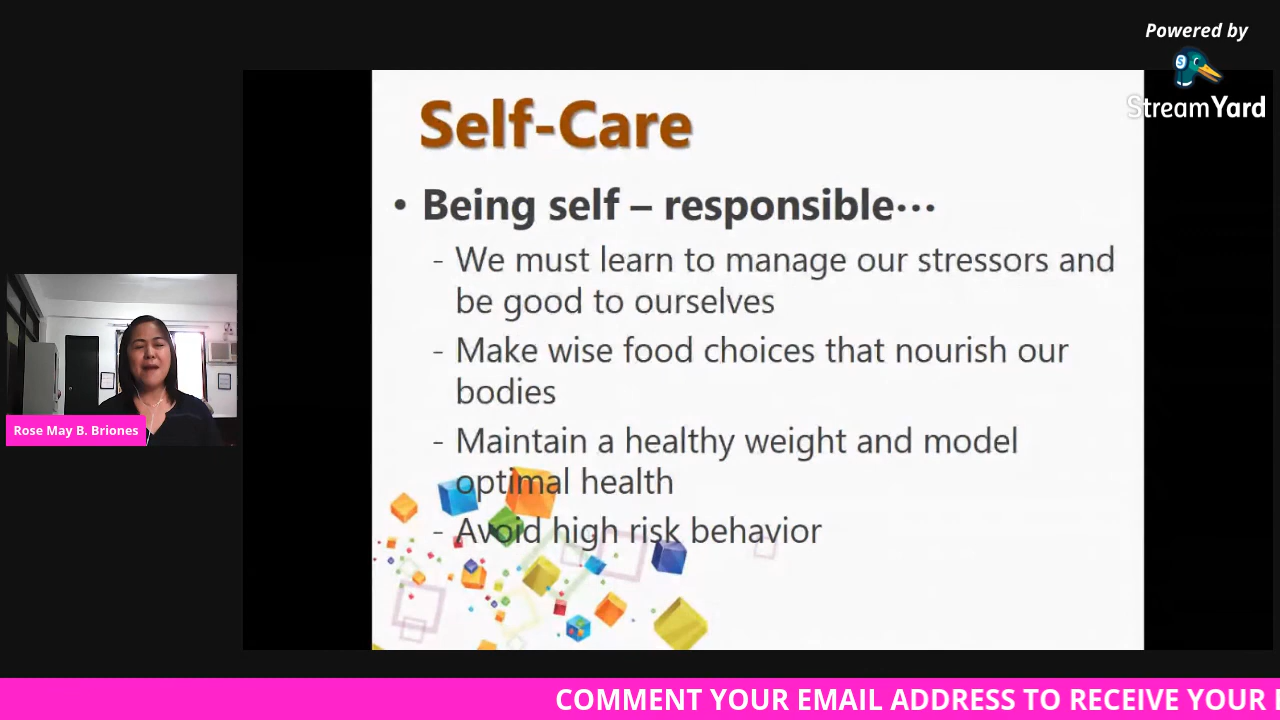 Powered by
StreamYard
Self-Care
• Being self – responsible…
- We must learn to manage our stressors and
be good to ourselves
- Make wise food choices that nourish our
bodies
- Maintain a healthy weight and model
optimal health
- Avoid high risk behavior
Rose May B. Briones
COMMENT YOUR EMAIL ADDRESS TO RECEIVE YOUR